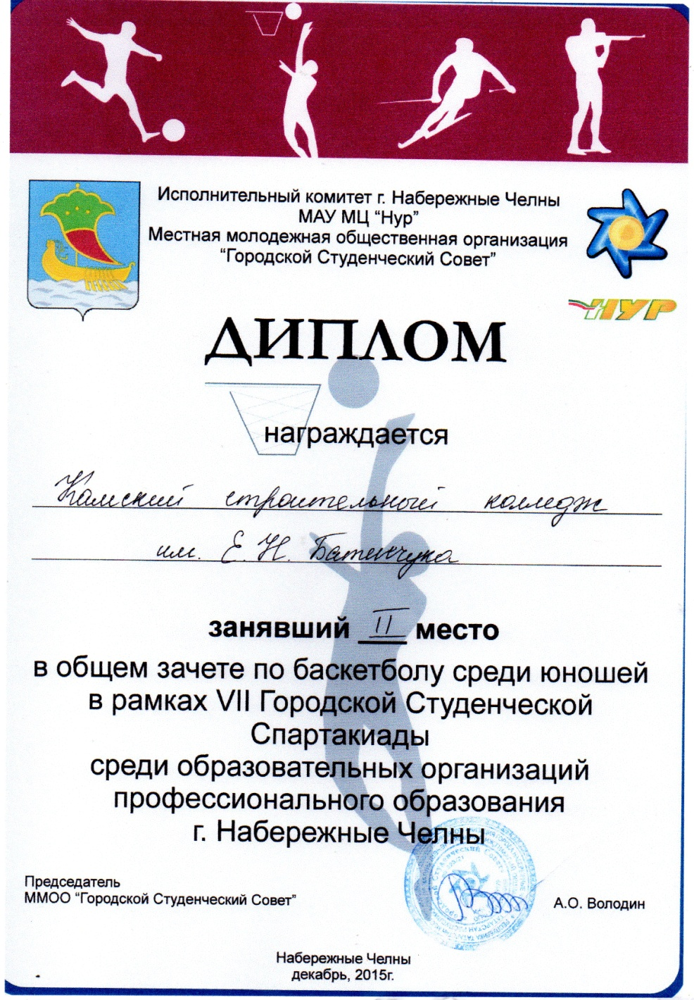 Исполнительный комитет г. Набережные Челны
МАУ МЦ “Нур”
Местная молодежная общественная организация
“Городской Студенческий Совет”
НУР
ДИПЛОМ
награждается
Камский строительный колледж
им. Е. Н. Батенчука
занявший II место
в общем зачете по баскетболу среди юношей
в рамках VII Городской Студенческой
Спартакиады
среди образовательных организаций
профессионального образования
г. Набережные Челны
Председатель
ММОО “Городской Студенческий Совет”
А.О. Володин
Набережные Челны
декабрь, 2015г.